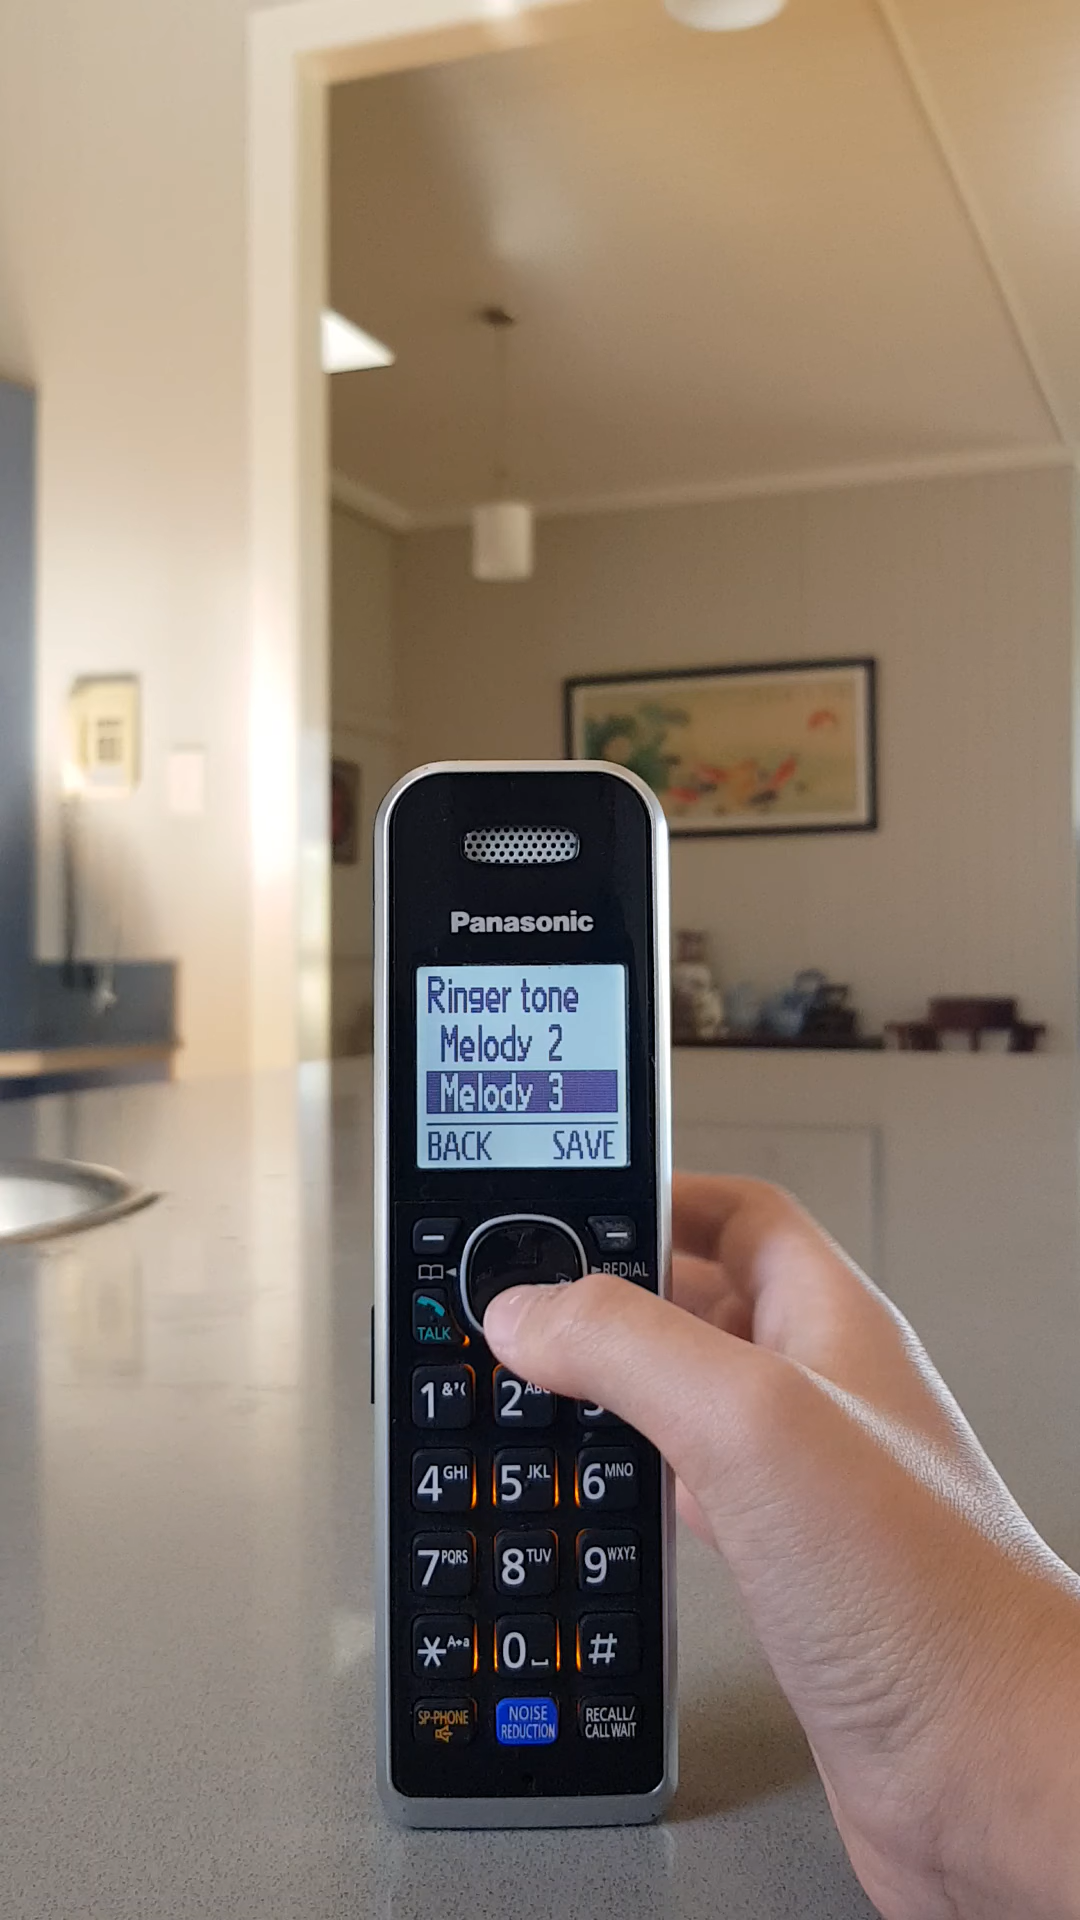 Panasonic
Ringer tone
Melody 2
Melody 3
BACK SAVE
REDIAL
TALK
1 &'(
2 ABC
4 GHI 5 JKL 6 MNO
7 PQRS 8 TUV 9 WXYZ
* A→a 0 ⎵ #
SP-PHONE NOISE REDUCTION RECALL/ CALL WAIT